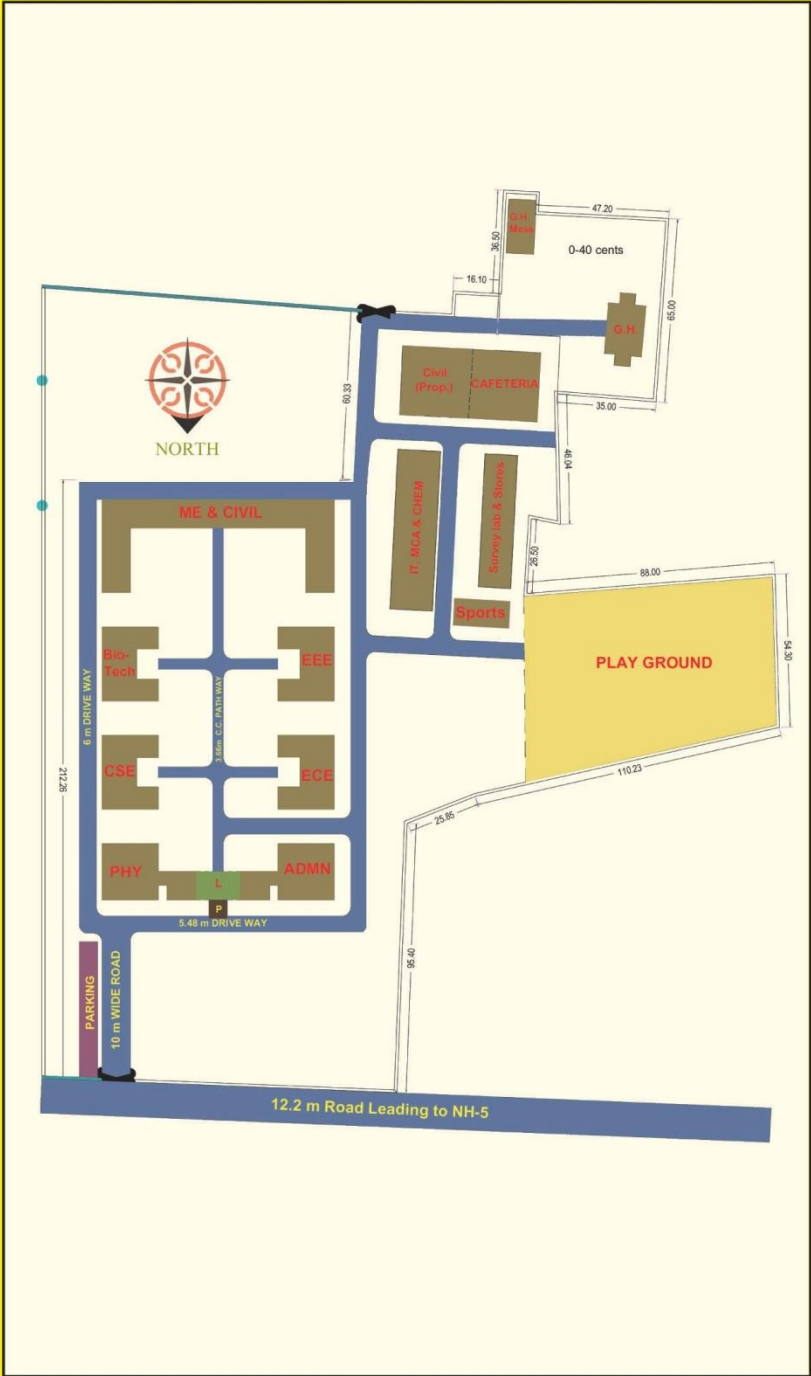 47.20
G.H.
Mess
36.50
0-40 cents
16.10
59.00
G.H.
60.33
Civil
(Prop.)
CAFETERIA
35.00
46.04
NORTH
IT, MCA & CHEM
Survey lab & Stores
ME & CIVIL
26.50
88.00
Sports
54.30
PLAY GROUND
Bio-
Tech
EEE
6 m DRIVE WAY
3.66m C.C. PATH WAY
212.26
CSE
ECE
110.23
25.85
PHY
L
ADMN
P
5.48 m DRIVE WAY
95.40
PARKING
10 m WIDE ROAD
12.2 m Road Leading to NH-5